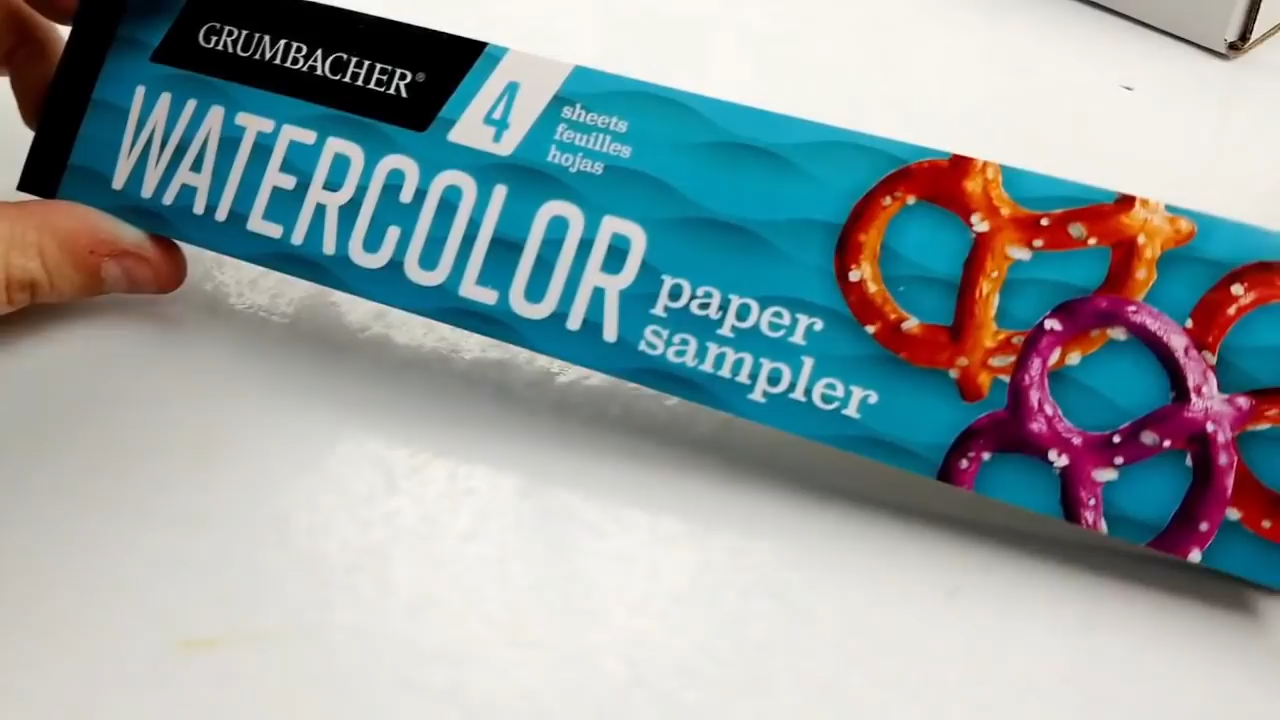 GRUMBACHER®
4
sheets
feuilles
hojas
WATERCOLOR
paper
sampler